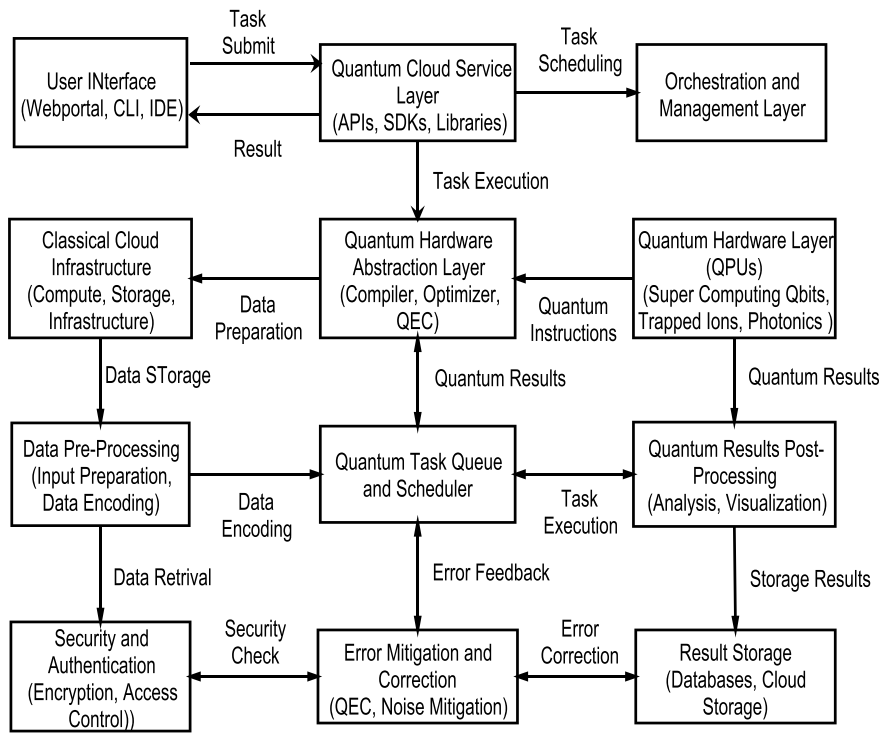 Task
Submit
User INterface
(Webportal, CLI, IDE)
Result
Quantum Cloud Service
Layer
(APIs, SDKs, Libraries)
Task
Scheduling
Orchestration and
Management Layer
Task Execution
Classical Cloud
Infrastructure
(Compute, Storage,
Infrastructure)
Data
Preparation
Quantum Hardware
Abstraction Layer
(Compiler, Optimizer,
QEC)
Quantum
Instructions
Quantum Hardware Layer
(QPUs)
(Super Computing Qbits,
Trapped Ions, Photonics )
Data STorage
Quantum Results
Quantum Results
Data Pre-Processing
(Input Preparation,
Data Encoding)
Data
Encoding
Quantum Task Queue
and Scheduler
Task
Execution
Quantum Results Post-
Processing
(Analysis, Visualization)
Data Retrival
Error Feedback
Storage Results
Security and
Authentication
(Encryption, Access
Control))
Security
Check
Error Mitigation and
Correction
(QEC, Noise Mitigation)
Error
Correction
Result Storage
(Databases, Cloud
Storage)